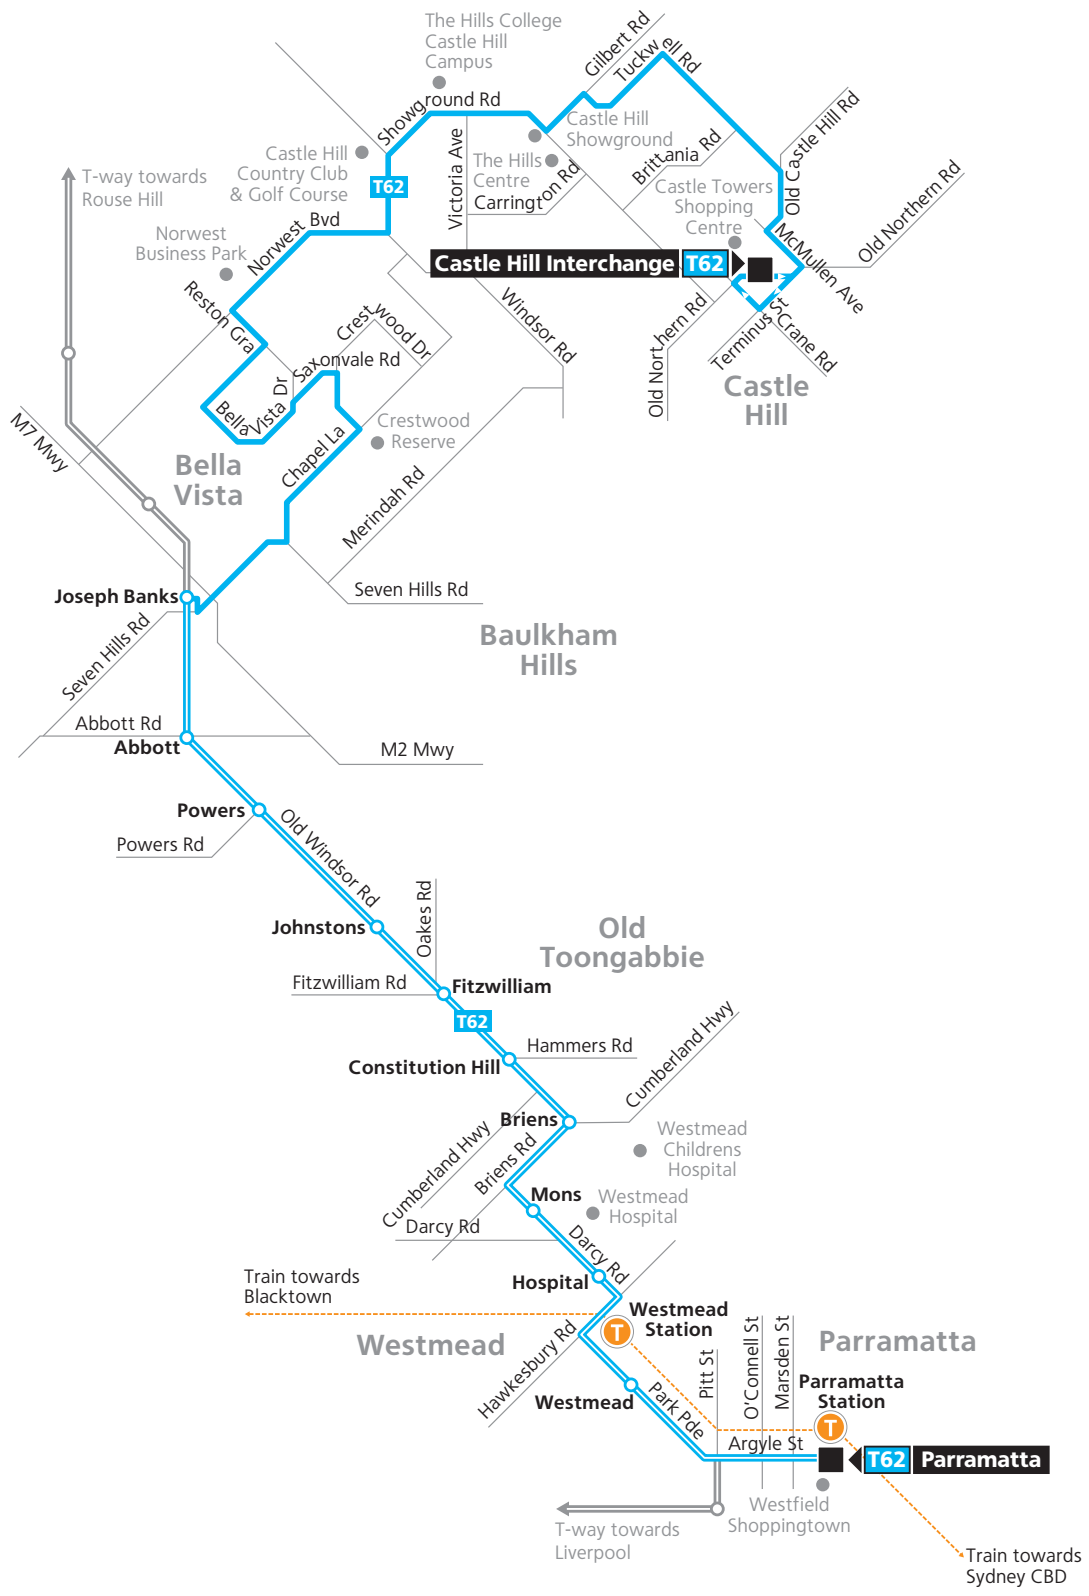 The Hills College
Castle Hill
Campus
Gilbert Rd
Tuckwell Rd
Showground Rd
Castle Hill
Showground
Old Castle Hill Rd
T-way towards
Rouse Hill
Castle Hill
Country Club
& Golf Course
T62
Victoria Ave
The Hills
Centre
Carrington Rd
Brittania Rd
Castle Towers
Shopping
Centre
Old Northern Rd
Norwest
Business Park
Norwest Bvd
McMullen Ave
Castle Hill Interchange
T62
Reston Gra
Crestwood Dr
Windsor Rd
Old Northern Rd
Terminus St
Crane Rd
Saxonvale Rd
Castle
Hill
Bella Vista Dr
Crestwood
Reserve
M7 Mwy
Chapel La
Bella
Vista
Merindah Rd
Joseph Banks
Seven Hills Rd
Seven Hills Rd
Baulkham
Hills
Abbott Rd
Abbott
M2 Mwy
Powers
Powers Rd
Old Windsor Rd
Johnstons
Oakes Rd
Old
Toongabbie
Fitzwilliam Rd
Fitzwilliam
T62
Hammers Rd
Constitution Hill
Cumberland Hwy
Briens
Cumberland Hwy
Briens Rd
Westmead
Childrens
Hospital
Mons
Westmead
Hospital
Darcy Rd
Darcy Rd
Train towards
Blacktown
Hospital
Westmead
Station
T
Westmead
Hawkesbury Rd
Pitt St
O'Connell St
Marsden St
Parramatta
Parramatta
Station
T
Westmead
Park Pde
Argyle St
T62
Parramatta
Westfield
Shoppingtown
T-way towards
Liverpool
Train towards
Sydney CBD